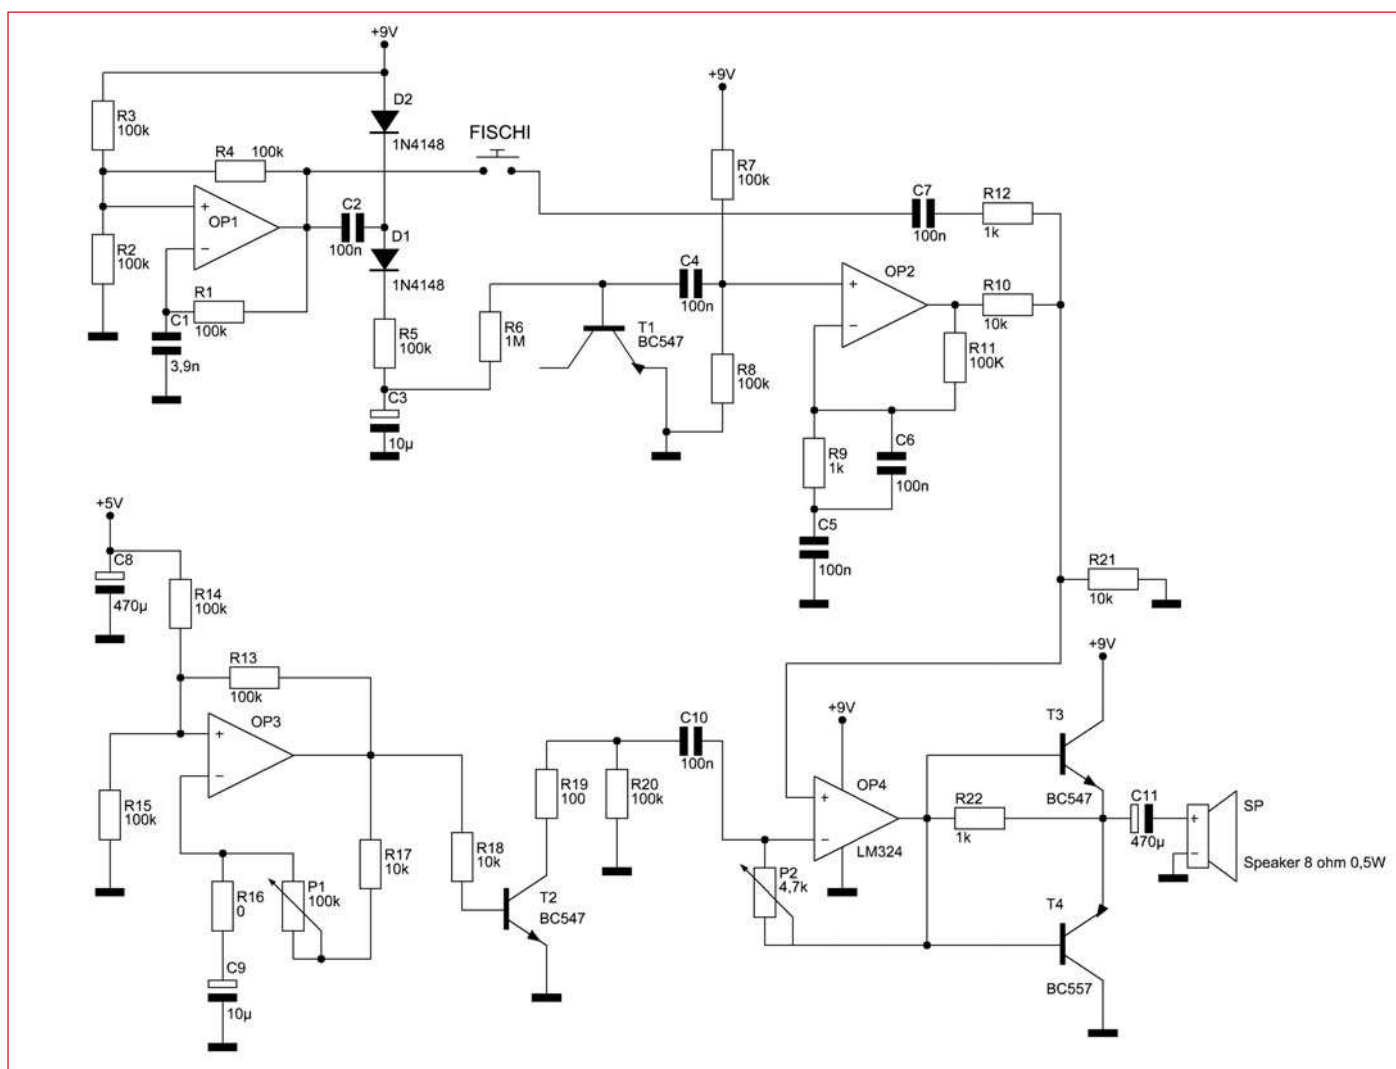 +9V
D2
1N4148
R3
100k
R4 100k
FISCHI
+9V
R7
100k
C7
100n
R12
1k
+
OP1
−
C2
100n
D1
1N4148
R2
100k
R1
100k
C1
3,9n
R5
100k
C3
10µ
R6
1M
T1
BC547
C4
100n
R8
100k
OP2
+
−
R10
10k
R11
100K
R9
1k
C6
100n
C5
100n
R21
10k
+5V
C8
470µ
R14
100k
R13
100k
OP3
+
−
R15
100k
R16
0
P1
100k
R17
10k
C9
10µ
R18
10k
T2
BC547
R19
100
R20
100k
C10
100n
+9V
OP4
+
−
LM324
P2
4,7k
R22
1k
+9V
T3
BC547
T4
BC557
C11
470µ
+
−
SP
Speaker 8 ohm 0,5W